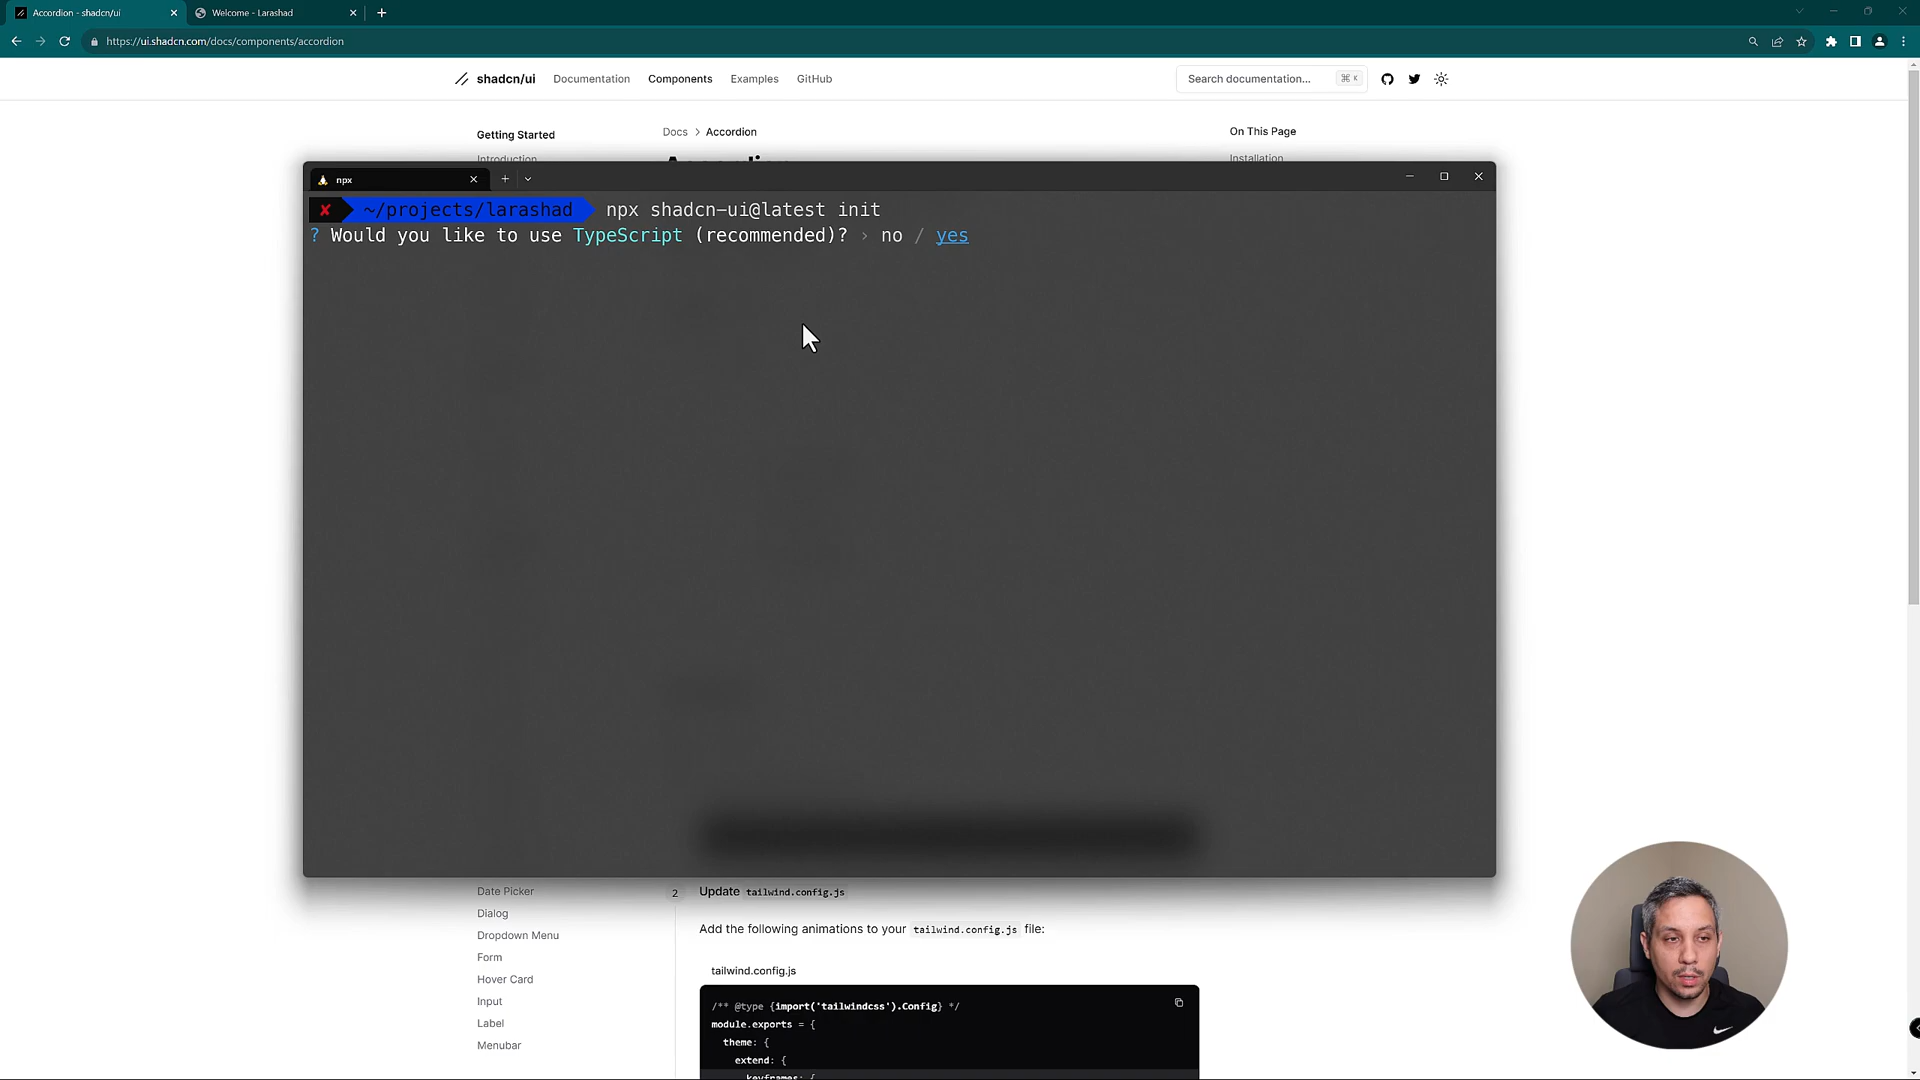 Accordion - shadcn/ui
Welcome - Larashad
https://ui.shadcn.com/docs/components/accordion
shadcn/ui Documentation Components Examples GitHub
Search documentation... ⌘ K
Getting Started
Docs > Accordion
On This Page
Introduction
Accordion
Installation
npx
✘ ~/projects/larashad npx shadcn-ui@latest init
? Would you like to use TypeScript (recommended)? › no / yes
Date Picker
Dialog
Dropdown Menu
Form
Hover Card
Input
Label
Menubar
2 Update tailwind.config.js
Add the following animations to your tailwind.config.js file:
tailwind.config.js
/** @type {import('tailwindcss').Config} */
module.exports = {
theme: {
extend: {
keyframes: {